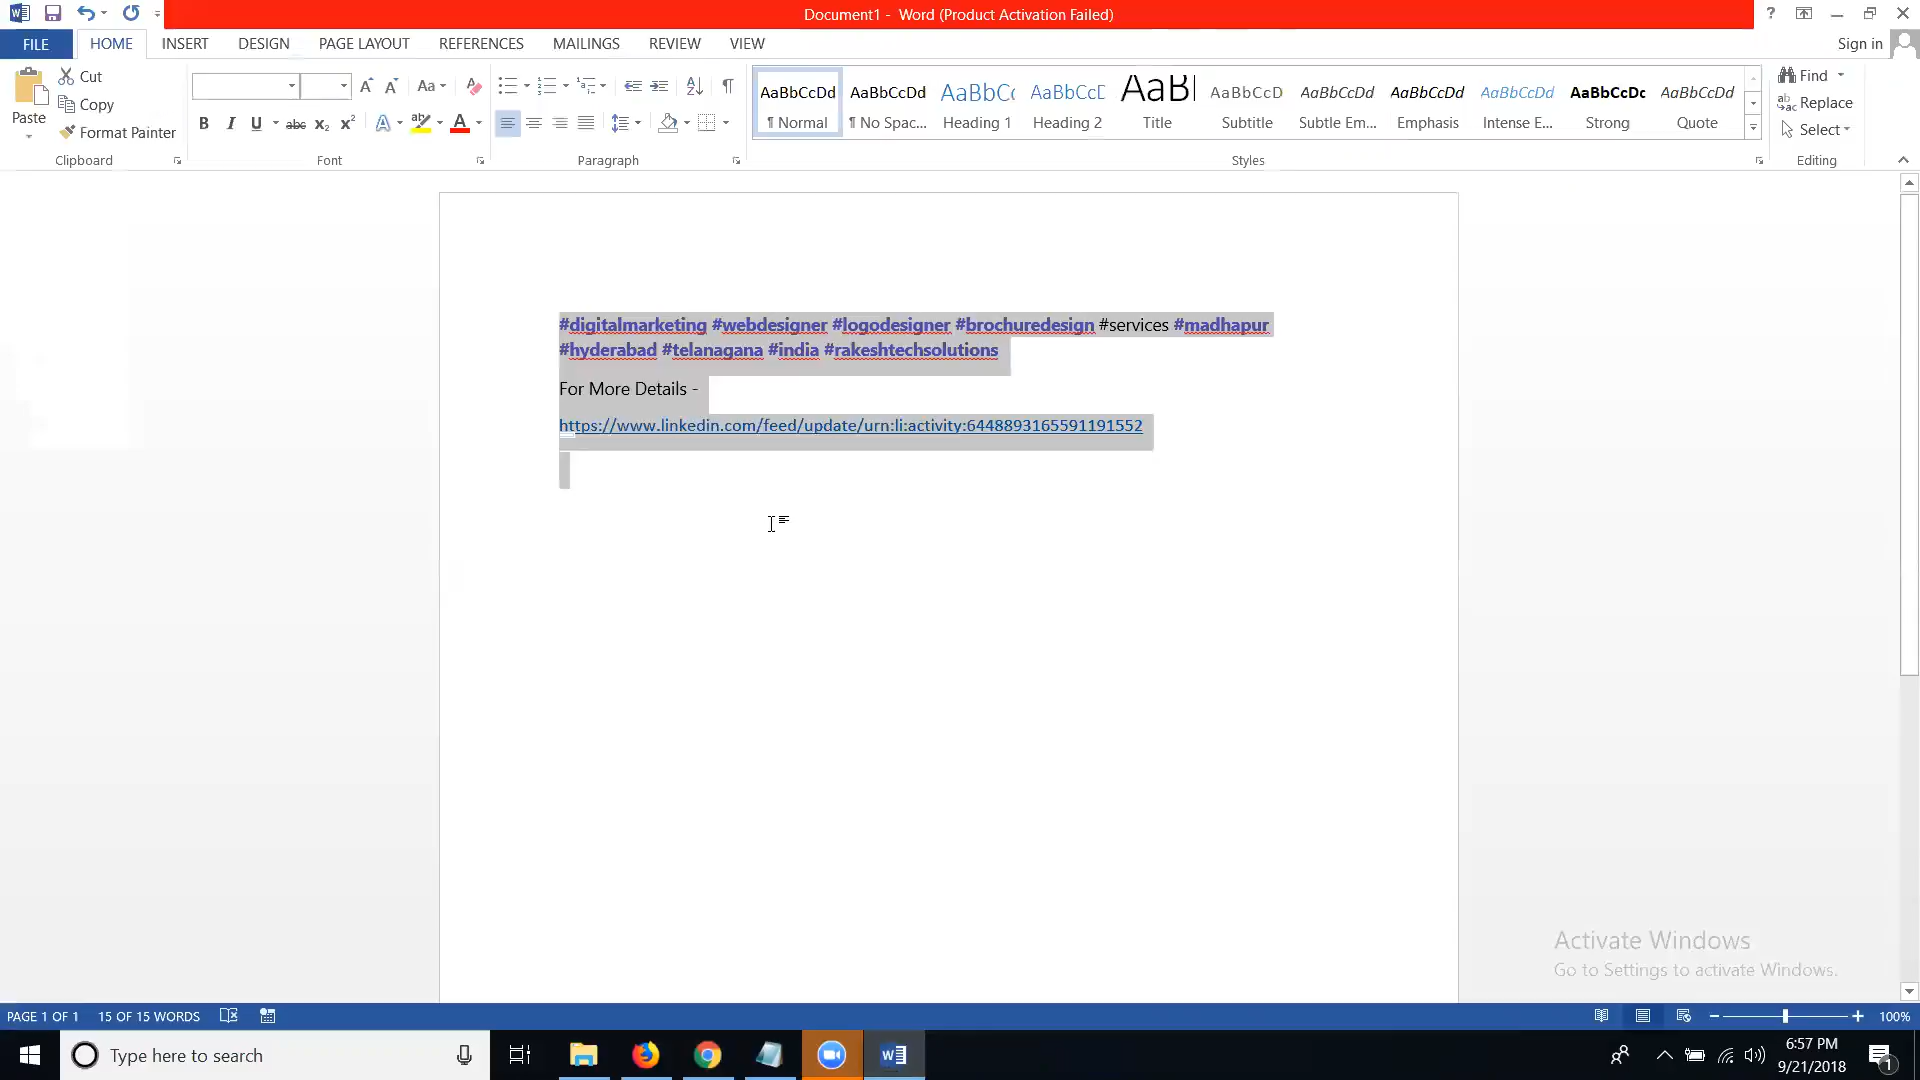 Document1 - Word (Product Activation Failed)
FILE HOME INSERT DESIGN PAGE LAYOUT REFERENCES MAILINGS REVIEW VIEW Sign in
Paste
Cut
Copy
Format Painter
Clipboard
Font
Paragraph
AaBbCcDd AaBbCcDd AaBbCc AaBbCcC AaBl AaBbCcD AaBbCcDd AaBbCcDd AaBbCcDd AaBbCcDc AaBbCcDd
¶ Normal ¶ No Spac... Heading 1 Heading 2 Title Subtitle Subtle Em... Emphasis Intense E... Strong Quote
Styles
Find
Replace
Select
Editing
#digitalmarketing #webdesigner #logodesigner #brochuredesign #services #madhapur
#hyderabad #telanagana #india #rakeshtechsolutions
For More Details -
https://www.linkedin.com/feed/update/urn:li:activity:6448893165591191552
Activate Windows
Go to Settings to activate Windows.
PAGE 1 OF 1 15 OF 15 WORDS 100%
Type here to search
6:57 PM
9/21/2018
1